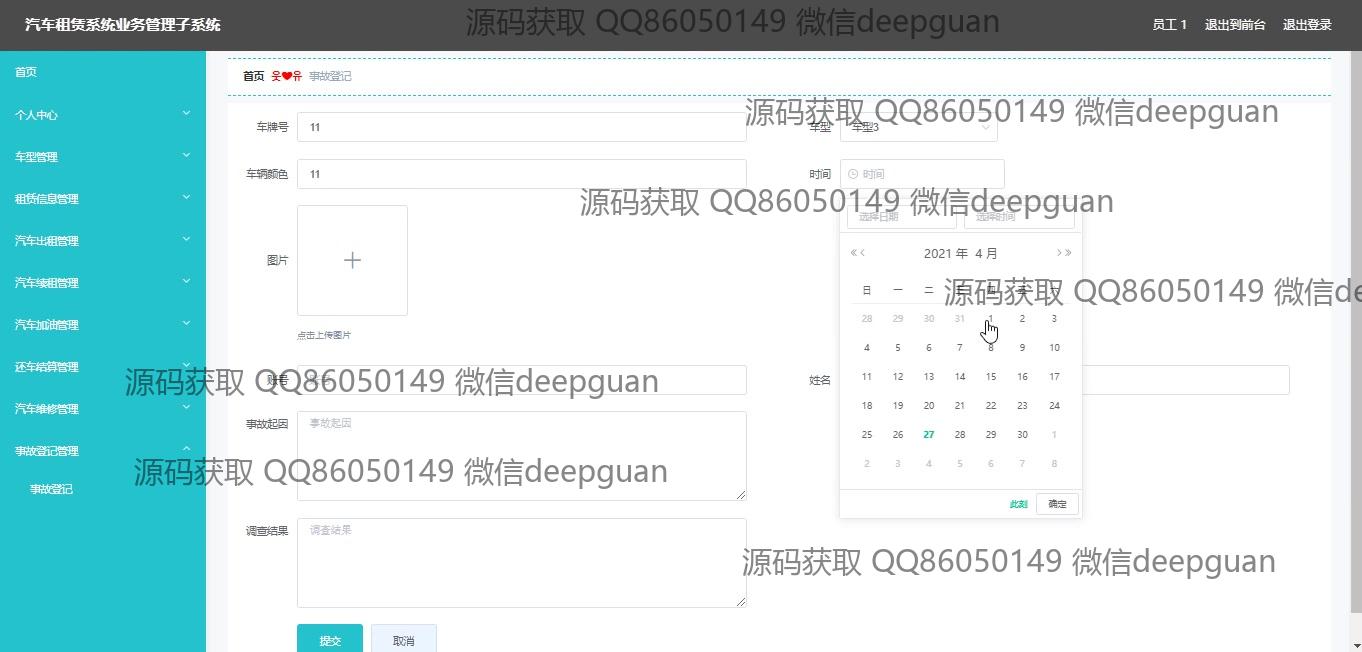 汽车租赁系统业务管理子系统
源码获取 QQ86050149 微信deepguan
员工 1 退出到前台 退出登录
首页
个人中心
车型管理
租赁信息管理
汽车出租管理
汽车续租管理
汽车加油管理
还车结算管理
汽车维修管理
事故登记管理
事故登记
首页 事故登记
源码获取 QQ86050149 微信deepguan
车牌号 11 车型 车型3
车辆颜色 11 时间 时间
源码获取 QQ86050149 微信deepguan
选择日期 选择时间
2021 年 4 月
源码获取 QQ86050149 微信de
日 一 二 三 四 五 六
28 29 30 31 1 2 3
4 5 6 7 8 9 10
11 12 13 14 15 16 17
18 19 20 21 22 23 24
25 26 27 28 29 30 1
2 3 4 5 6 7 8
此刻 确定
图片
点击上传图片
源码获取 QQ86050149 微信deepguan
账号 账号 姓名
事故起因 事故起因
源码获取 QQ86050149 微信deepguan
调查结果 调查结果
源码获取 QQ86050149 微信deepguan
提交 取消